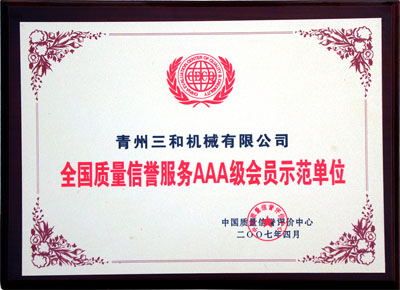 青州三和机械有限公司
全国质量信誉服务AAA级会员示范单位
中国质量信誉评价中心
二〇〇七年四月